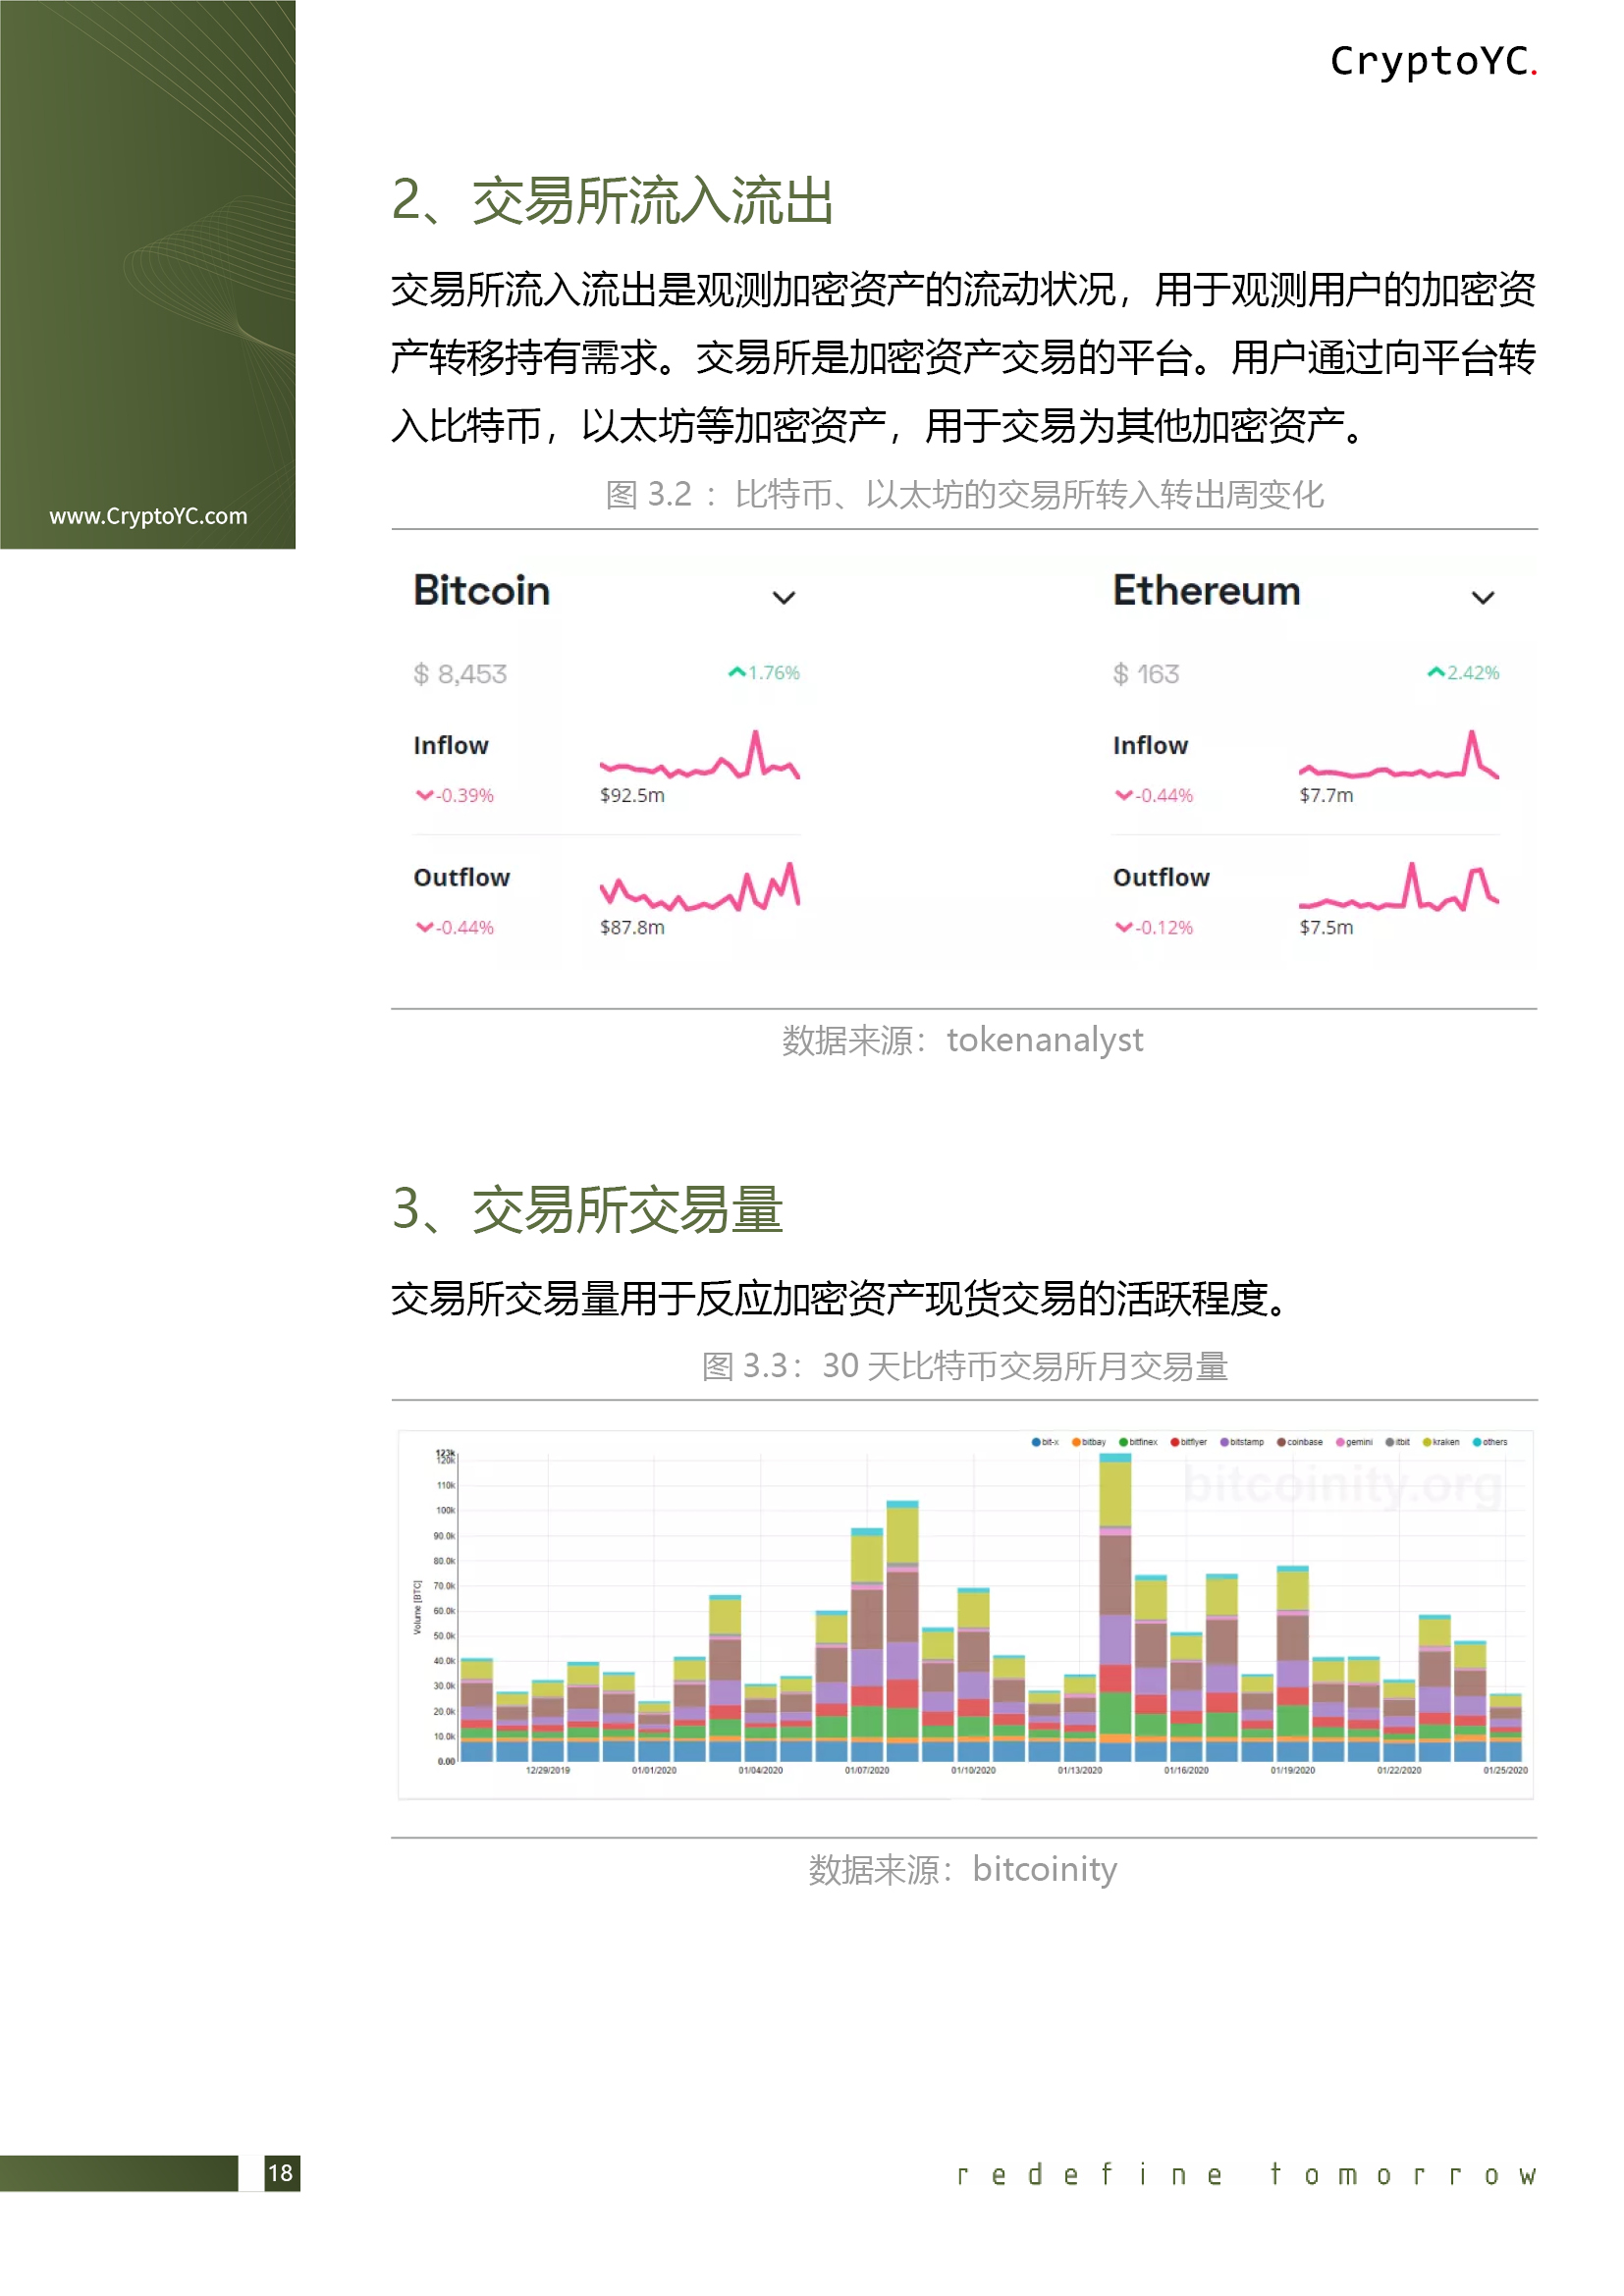 CryptoYC.
www.CryptoYC.com
2、交易所流入流出
交易所流入流出是观测加密资产的流动状况，用于观测用户的加密资
产转移持有需求。交易所是加密资产交易的平台。用户通过向平台转
入比特币，以太坊等加密资产，用于交易为其他加密资产。
图 3.2 ：比特币、以太坊的交易所转入转出周变化
Bitcoin
$ 8,453 1.76%
Inflow
-0.39% $92.5m
Outflow
-0.44% $87.8m
Ethereum
$ 163 2.42%
Inflow
-0.44% $7.7m
Outflow
-0.12% $7.5m
数据来源：tokenanalyst
3、交易所交易量
交易所交易量用于反应加密资产现货交易的活跃程度。
图 3.3：30 天比特币交易所月交易量
bit-x bitbay bitfinex bitflyer bitstamp coinbase gemini itbit kraken others
bitcoinity.org
Volume [BTC]
123k
120k
110k
100k
90.0k
80.0k
70.0k
60.0k
50.0k
40.0k
30.0k
20.0k
10.0k
0.00
12/29/2019 01/01/2020 01/04/2020 01/07/2020 01/10/2020 01/13/2020 01/16/2020 01/19/2020 01/22/2020 01/25/2020
数据来源：bitcoinity
18
redefine tomorrow